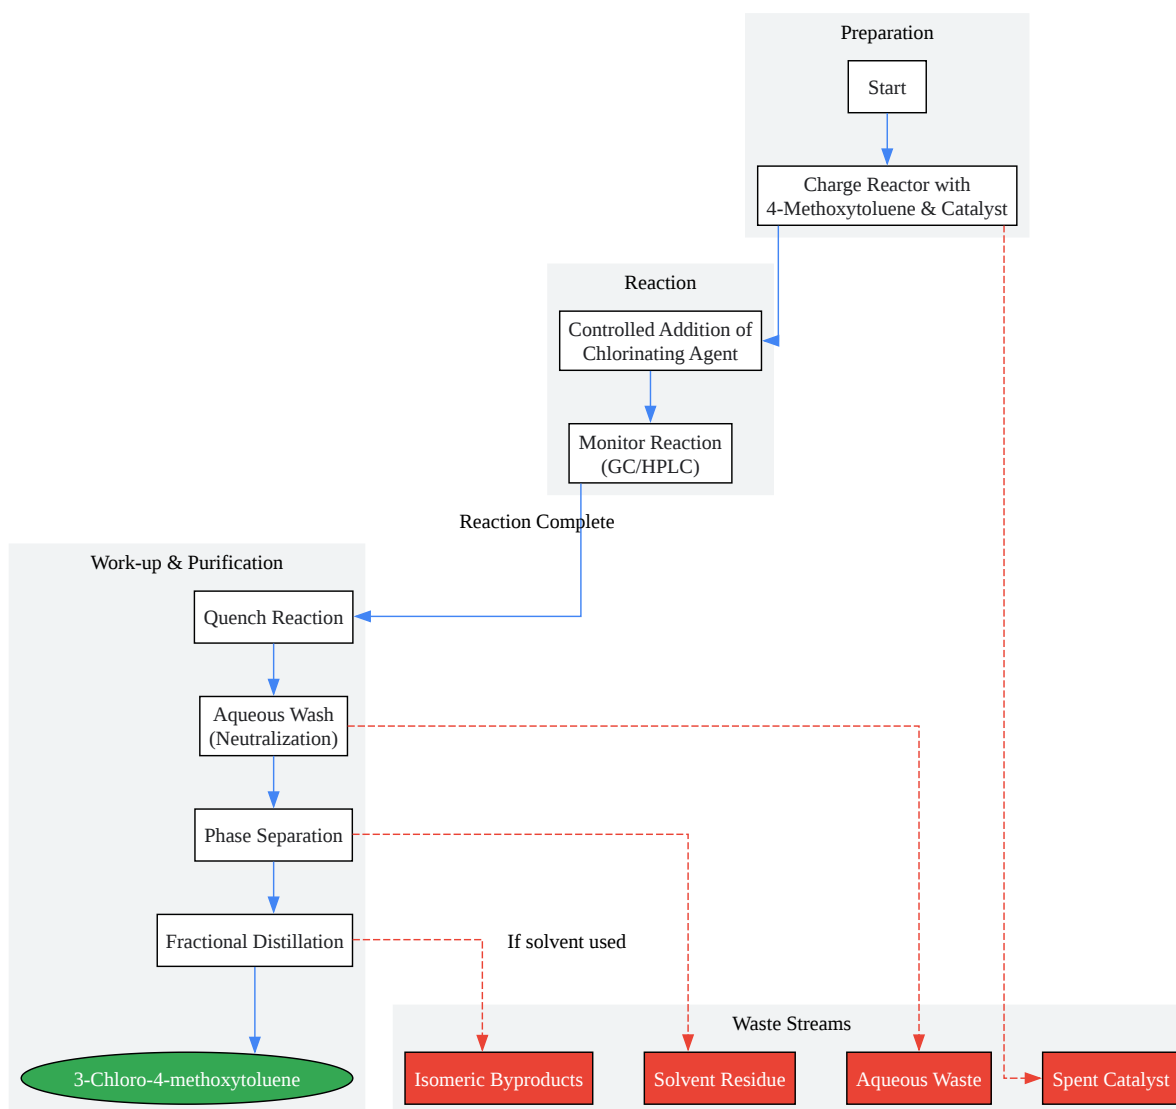 Preparation
Start
Charge Reactor with
4-Methoxytoluene & Catalyst
Reaction
Controlled Addition of
Chlorinating Agent
Monitor Reaction
(GC/HPLC)
Reaction Complete
Work-up & Purification
Quench Reaction
Aqueous Wash
(Neutralization)
Phase Separation
Fractional Distillation
If solvent used
Waste Streams
3-Chloro-4-methoxytoluene
Isomeric Byproducts
Solvent Residue
Aqueous Waste
Spent Catalyst